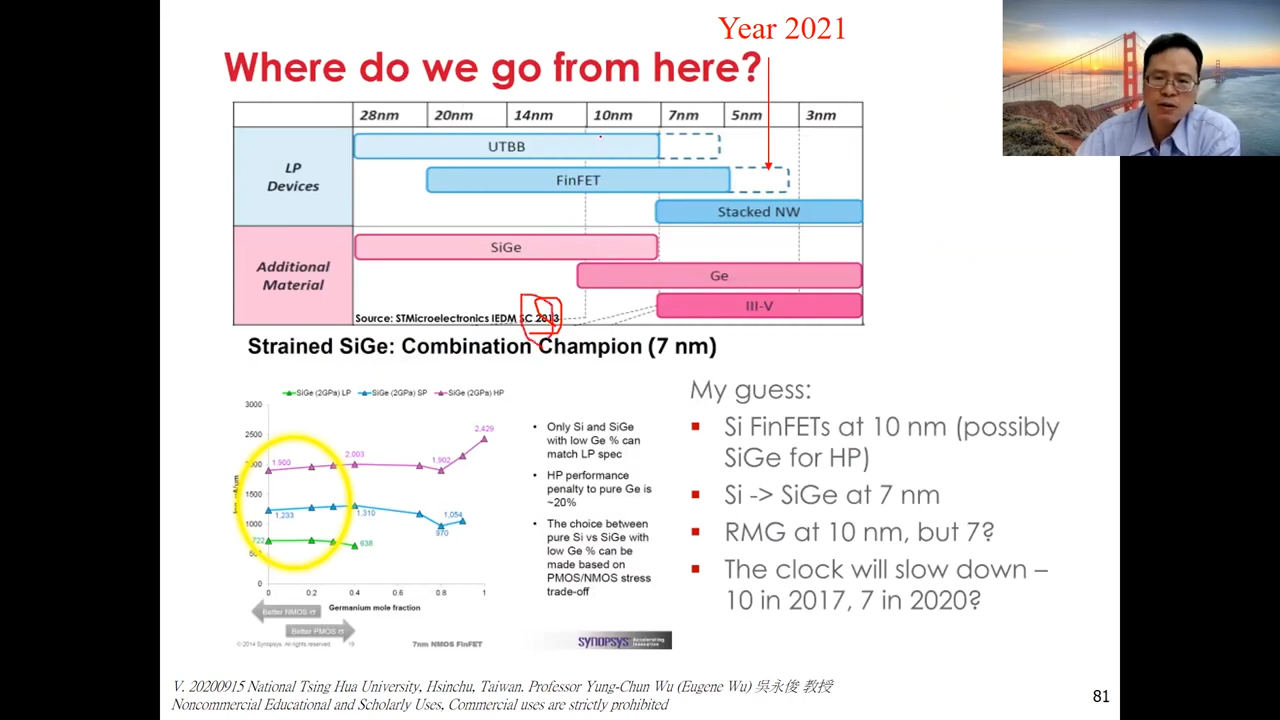 Year 2021
Where do we go from here?
28nm 20nm 14nm 10nm 7nm 5nm 3nm
LP
Devices
UTBB
FinFET
Stacked NW
Additional
Material
SiGe
Ge
III-V
Source: STMicroelectronics IEDM SC 2013
Strained SiGe: Combination Champion (7 nm)
SiGe (2GPa) LP SiGe (2GPa) SP SiGe (2GPa) HP
3000
2500
2000
1500
1000
500
0
2,429
2,003
1,902
1,900
1,233
1,310
1,054
970
722
638
0 0.2 0.4 0.6 0.8 1
Germanium mole fraction
Better NMOS σ
Better PMOS σ
© 2014 Synopsys. All rights reserved. 19 7nm NMOS FinFET
• Only Si and SiGe
with low Ge % can
match LP spec
• HP performance
penalty to pure Ge is
~20%
• The choice between
pure Si vs SiGe with
low Ge % can be
made based on
PMOS/NMOS stress
trade-off
SYNOPSYS Accelerating
Innovation
My guess:
Si FinFETs at 10 nm (possibly
SiGe for HP)
Si -> SiGe at 7 nm
RMG at 10 nm, but 7?
The clock will slow down –
10 in 2017, 7 in 2020?
V. 20200915 National Tsing Hua University, Hsinchu, Taiwan. Professor Yung-Chun Wu (Eugene Wu) 吳永俊 教授
Noncommercial Educational and Scholarly Uses, Commercial uses are strictly prohibited
81